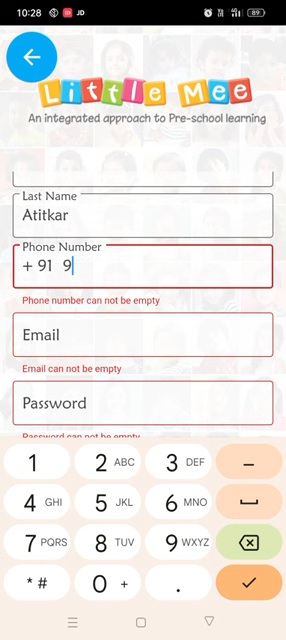 10:28 JD 4G 89
Little Mee
An integrated approach to Pre-school learning
Last Name
Atitkar
Phone Number
+ 91 9
Phone number can not be empty
Email
Email can not be empty
Password
Password can not be empty
1 2 ABC 3 DEF -
4 GHI 5 JKL 6 MNO
7 PQRS 8 TUV 9 WXYZ
* # 0 + .